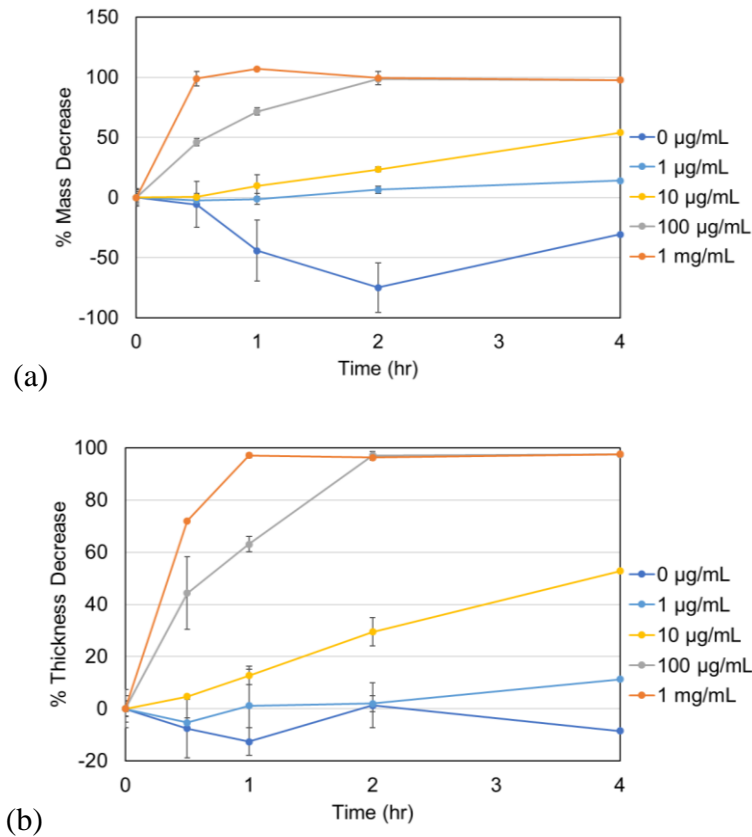 150
100
50
0
-50
-100
% Mass Decrease
0 1 2 3 4
Time (hr)
0 µg/mL
1 µg/mL
10 µg/mL
100 µg/mL
1 mg/mL
(a)
100
80
60
40
20
0
-20
% Thickness Decrease
0 1 2 3 4
Time (hr)
0 µg/mL
1 µg/mL
10 µg/mL
100 µg/mL
1 mg/mL
(b)